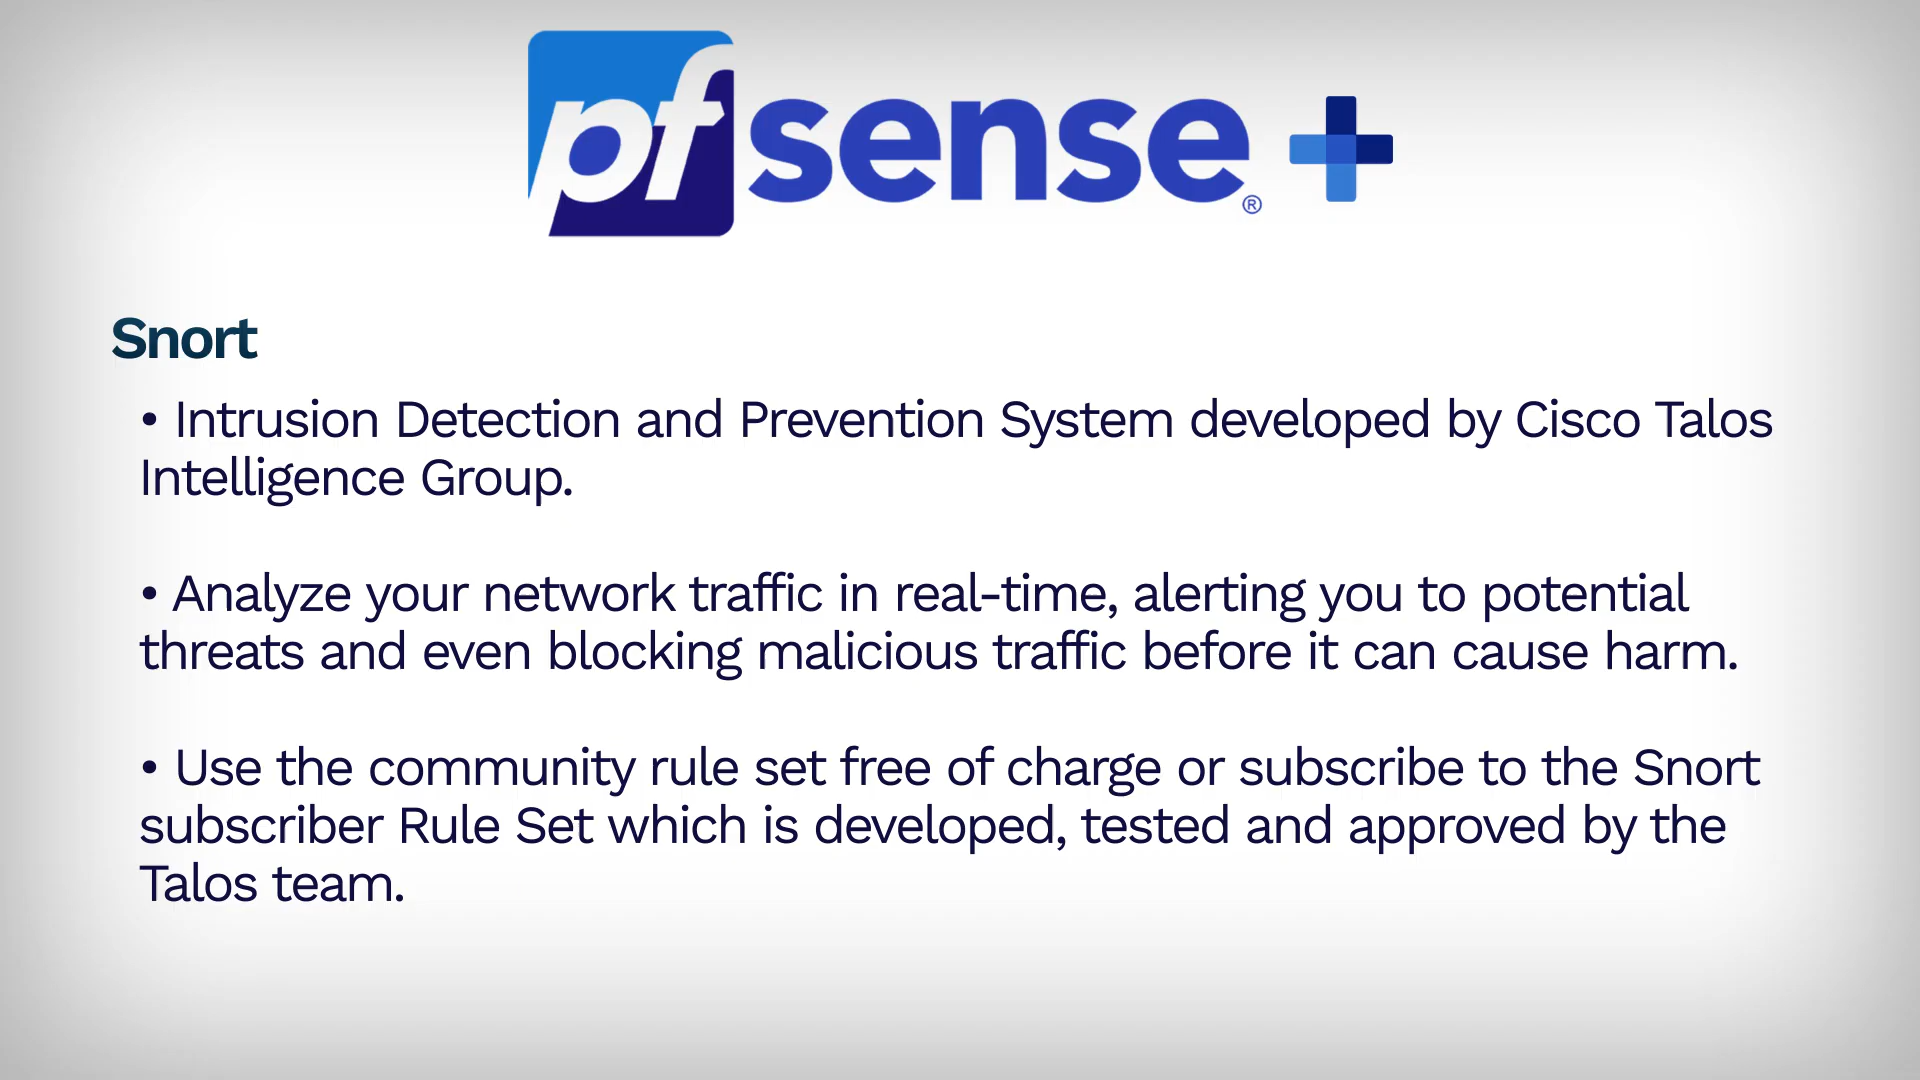 pfsense® +
Snort
• Intrusion Detection and Prevention System developed by Cisco Talos
Intelligence Group.
• Analyze your network traffic in real-time, alerting you to potential
threats and even blocking malicious traffic before it can cause harm.
• Use the community rule set free of charge or subscribe to the Snort
subscriber Rule Set which is developed, tested and approved by the
Talos team.